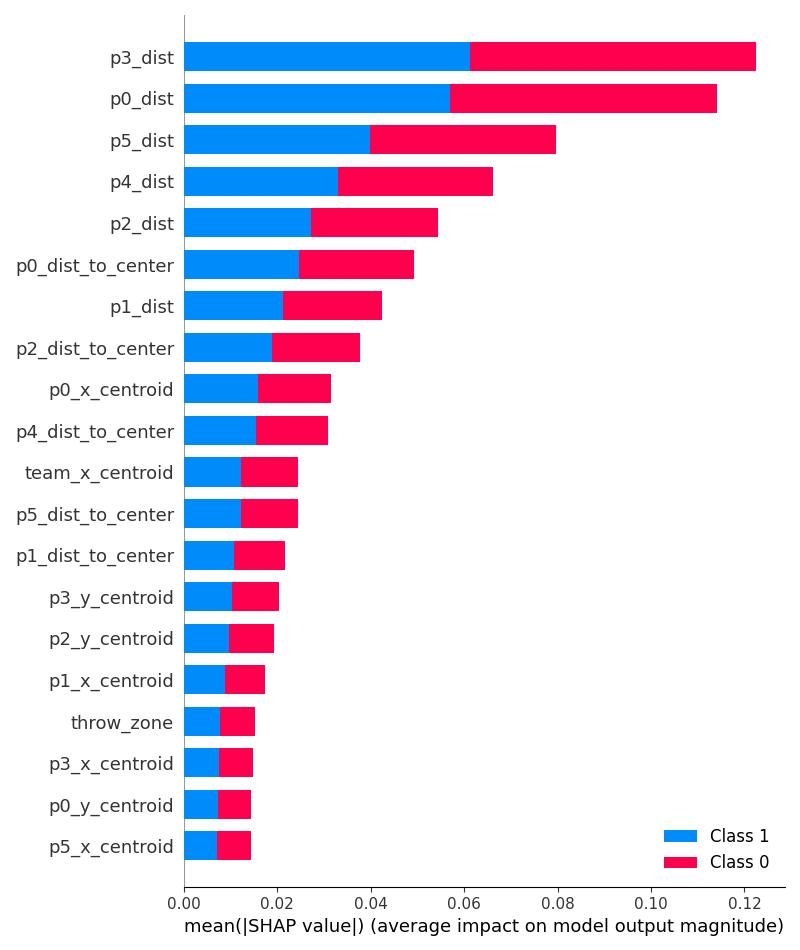 p3_dist
p0_dist
p5_dist
p4_dist
p2_dist
p0_dist_to_center
p1_dist
p2_dist_to_center
p0_x_centroid
p4_dist_to_center
team_x_centroid
p5_dist_to_center
p1_dist_to_center
p3_y_centroid
p2_y_centroid
p1_x_centroid
throw_zone
p3_x_centroid
p0_y_centroid
p5_x_centroid
Class 1
Class 0
0.00 0.02 0.04 0.06 0.08 0.10 0.12
mean(|SHAP value|) (average impact on model output magnitude)